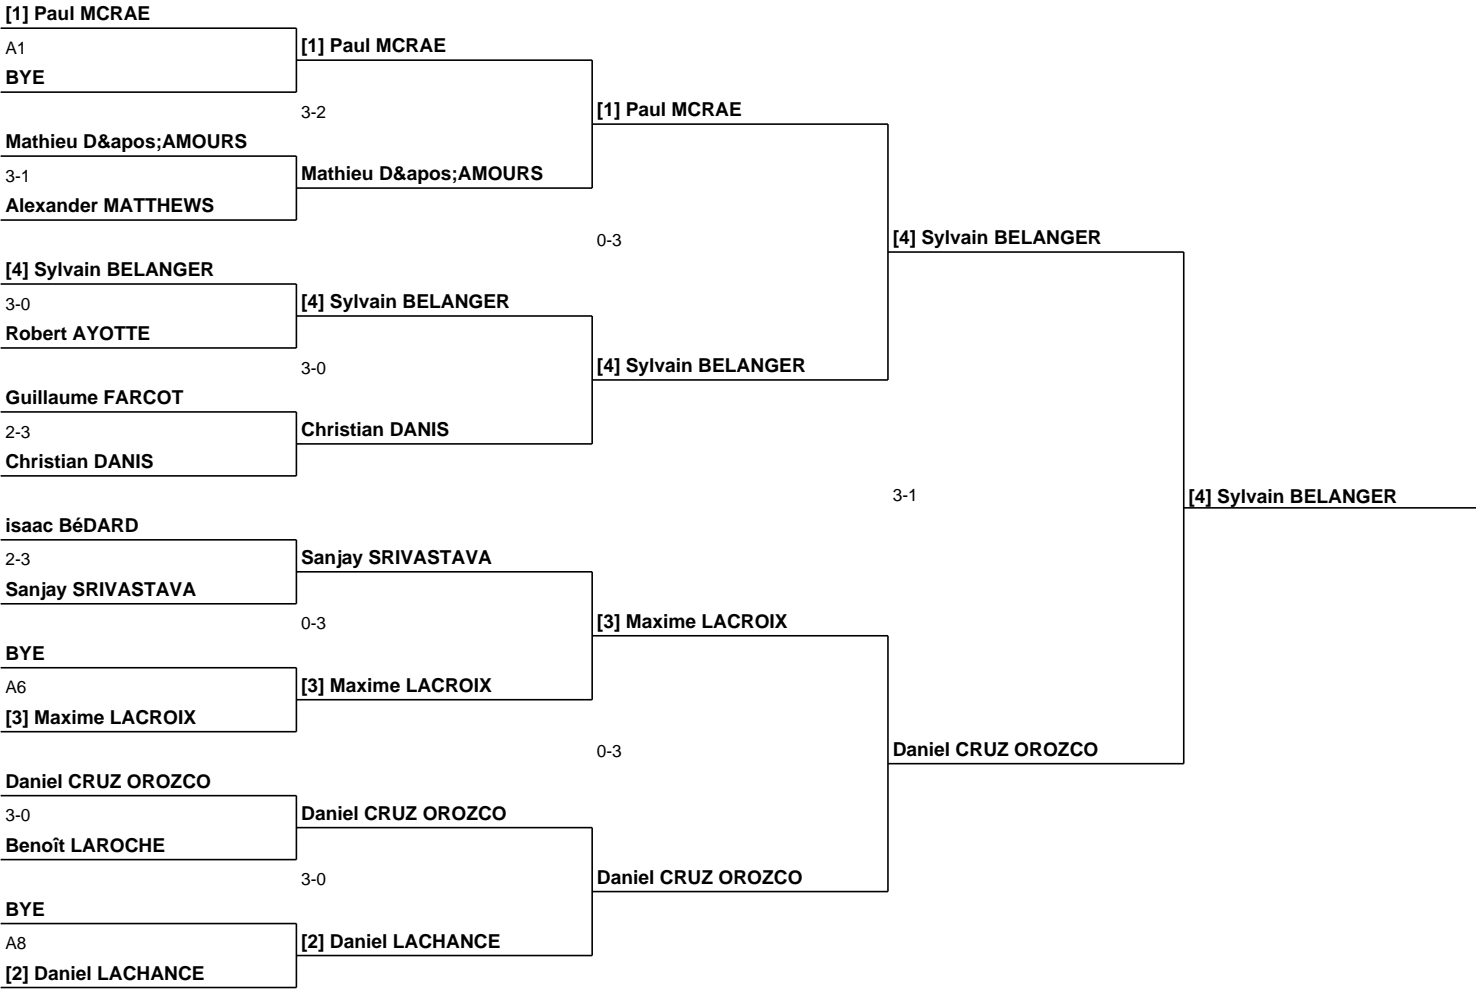 [1] Paul MCRAE
A1
BYE
Mathieu D&apos;AMOURS
3-1
Alexander MATTHEWS
[4] Sylvain BELANGER
3-0
Robert AYOTTE
Guillaume FARCOT
2-3
Christian DANIS
isaac BéDARD
2-3
Sanjay SRIVASTAVA
BYE
A6
[3] Maxime LACROIX
Daniel CRUZ OROZCO
3-0
Benoît LAROCHE
BYE
A8
[2] Daniel LACHANCE
[1] Paul MCRAE
3-2
Mathieu D&apos;AMOURS
[4] Sylvain BELANGER
3-0
Christian DANIS
Sanjay SRIVASTAVA
0-3
[3] Maxime LACROIX
Daniel CRUZ OROZCO
3-0
[2] Daniel LACHANCE
[1] Paul MCRAE
0-3
[4] Sylvain BELANGER
[3] Maxime LACROIX
0-3
Daniel CRUZ OROZCO
[4] Sylvain BELANGER
3-1
Daniel CRUZ OROZCO
[4] Sylvain BELANGER